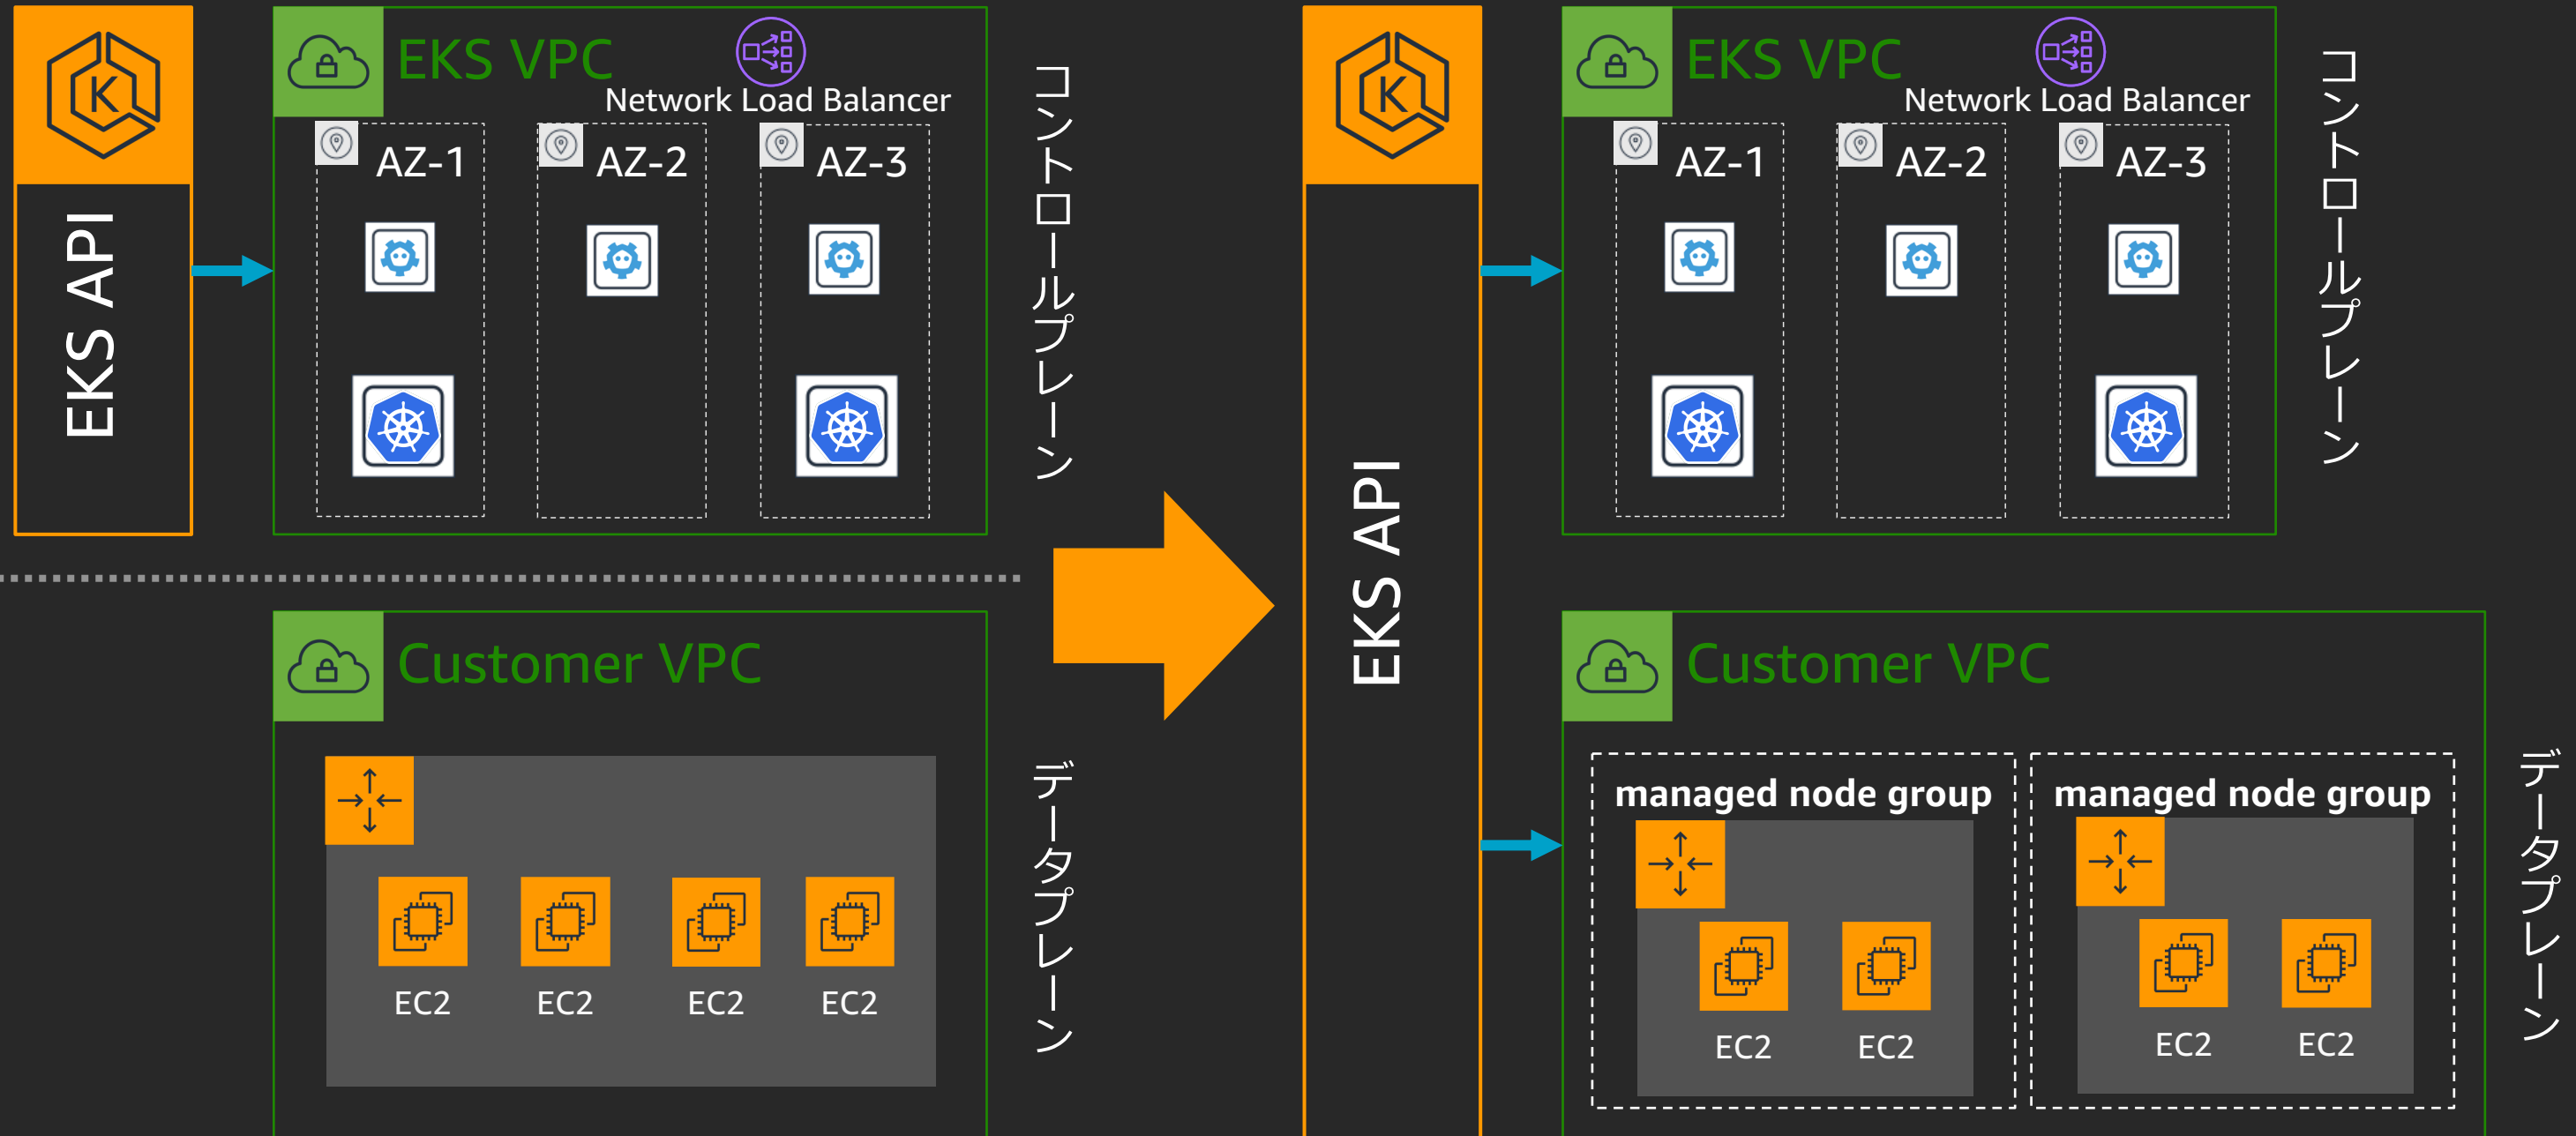 EKS API
EKS VPC
Network Load Balancer
AZ-1
AZ-2
AZ-3
コントロールプレーン
Customer VPC
EC2
EC2
EC2
EC2
データプレーン
EKS API
EKS VPC
Network Load Balancer
AZ-1
AZ-2
AZ-3
コントロールプレーン
Customer VPC
managed node group
EC2
EC2
managed node group
EC2
EC2
データプレーン